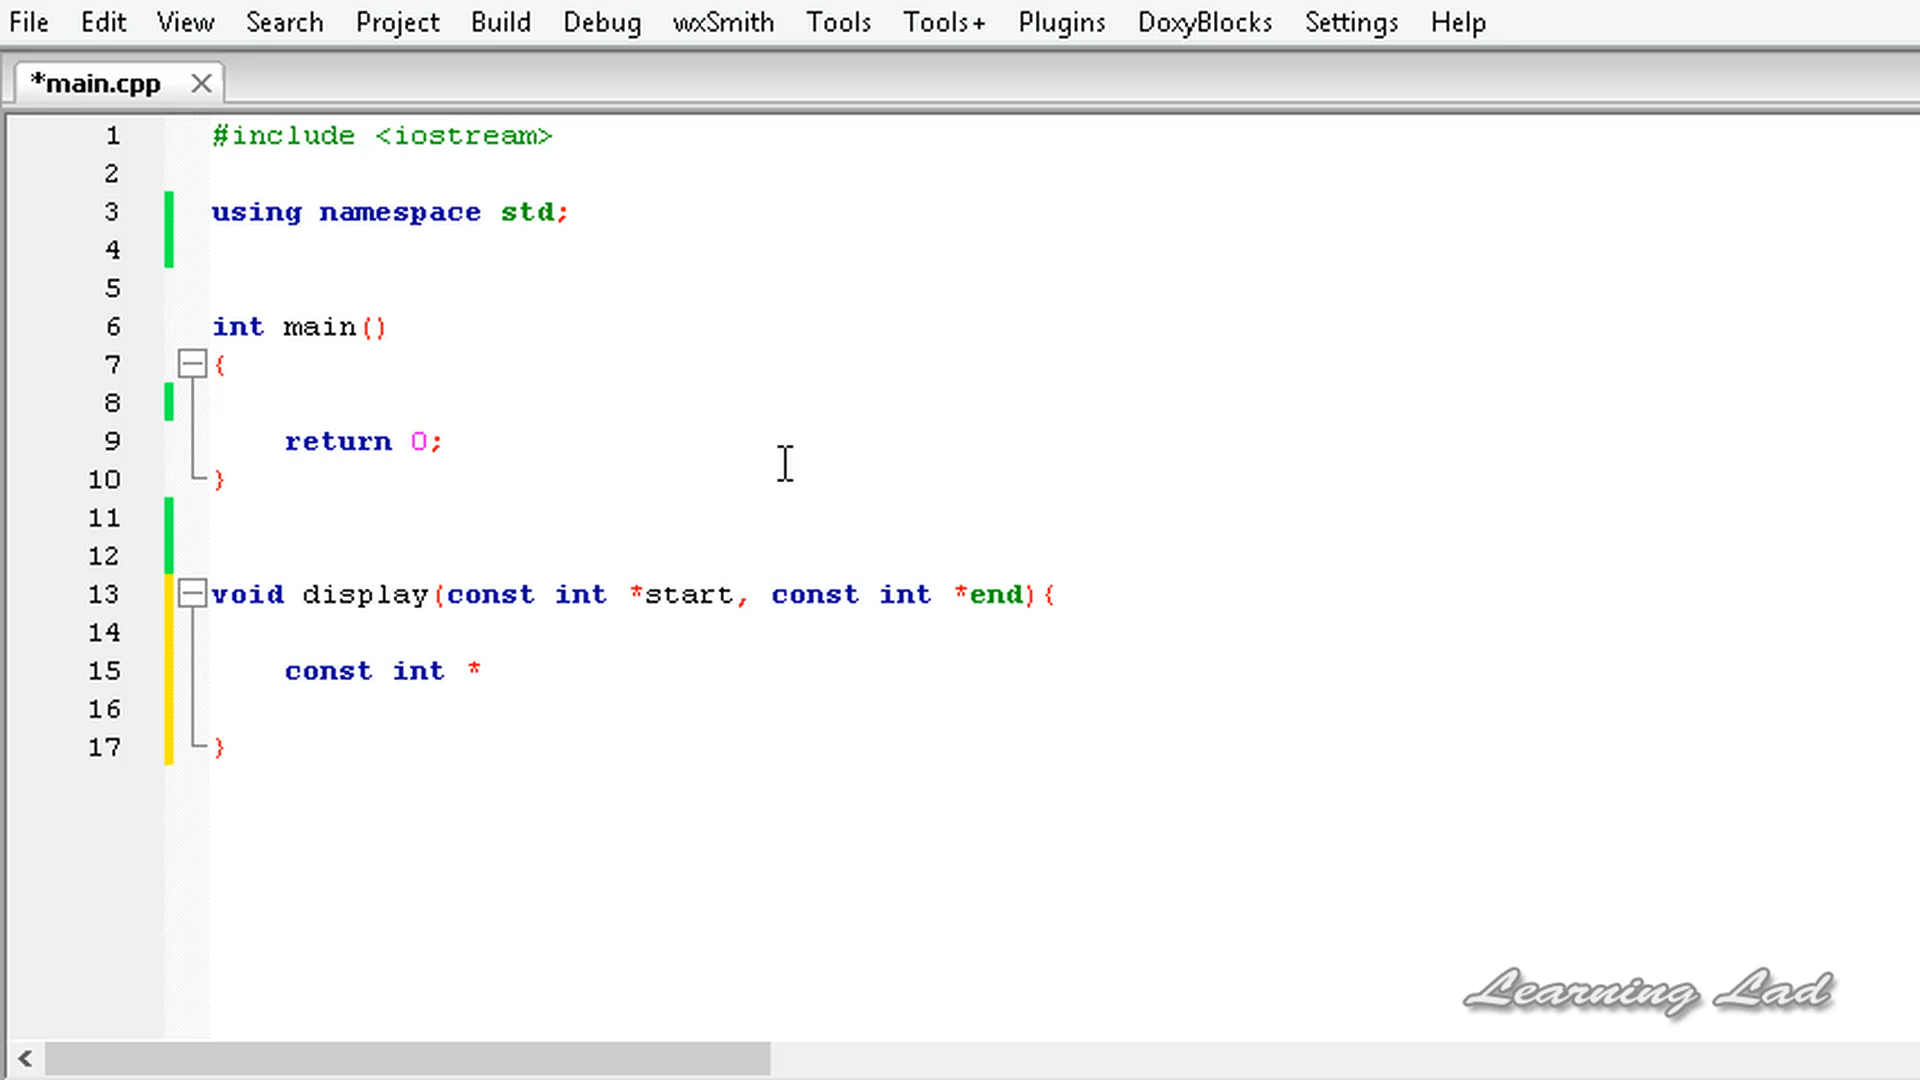 File Edit View Search Project Build Debug wxSmith Tools Tools+ Plugins DoxyBlocks Settings Help
*main.cpp
1 #include <iostream>
2
3 using namespace std;
4
5
6 int main()
7 {
8
9 return 0;
10 }
11
12
13 void display(const int *start, const int *end){
14
15 const int *
16
17 }
Learning Lad